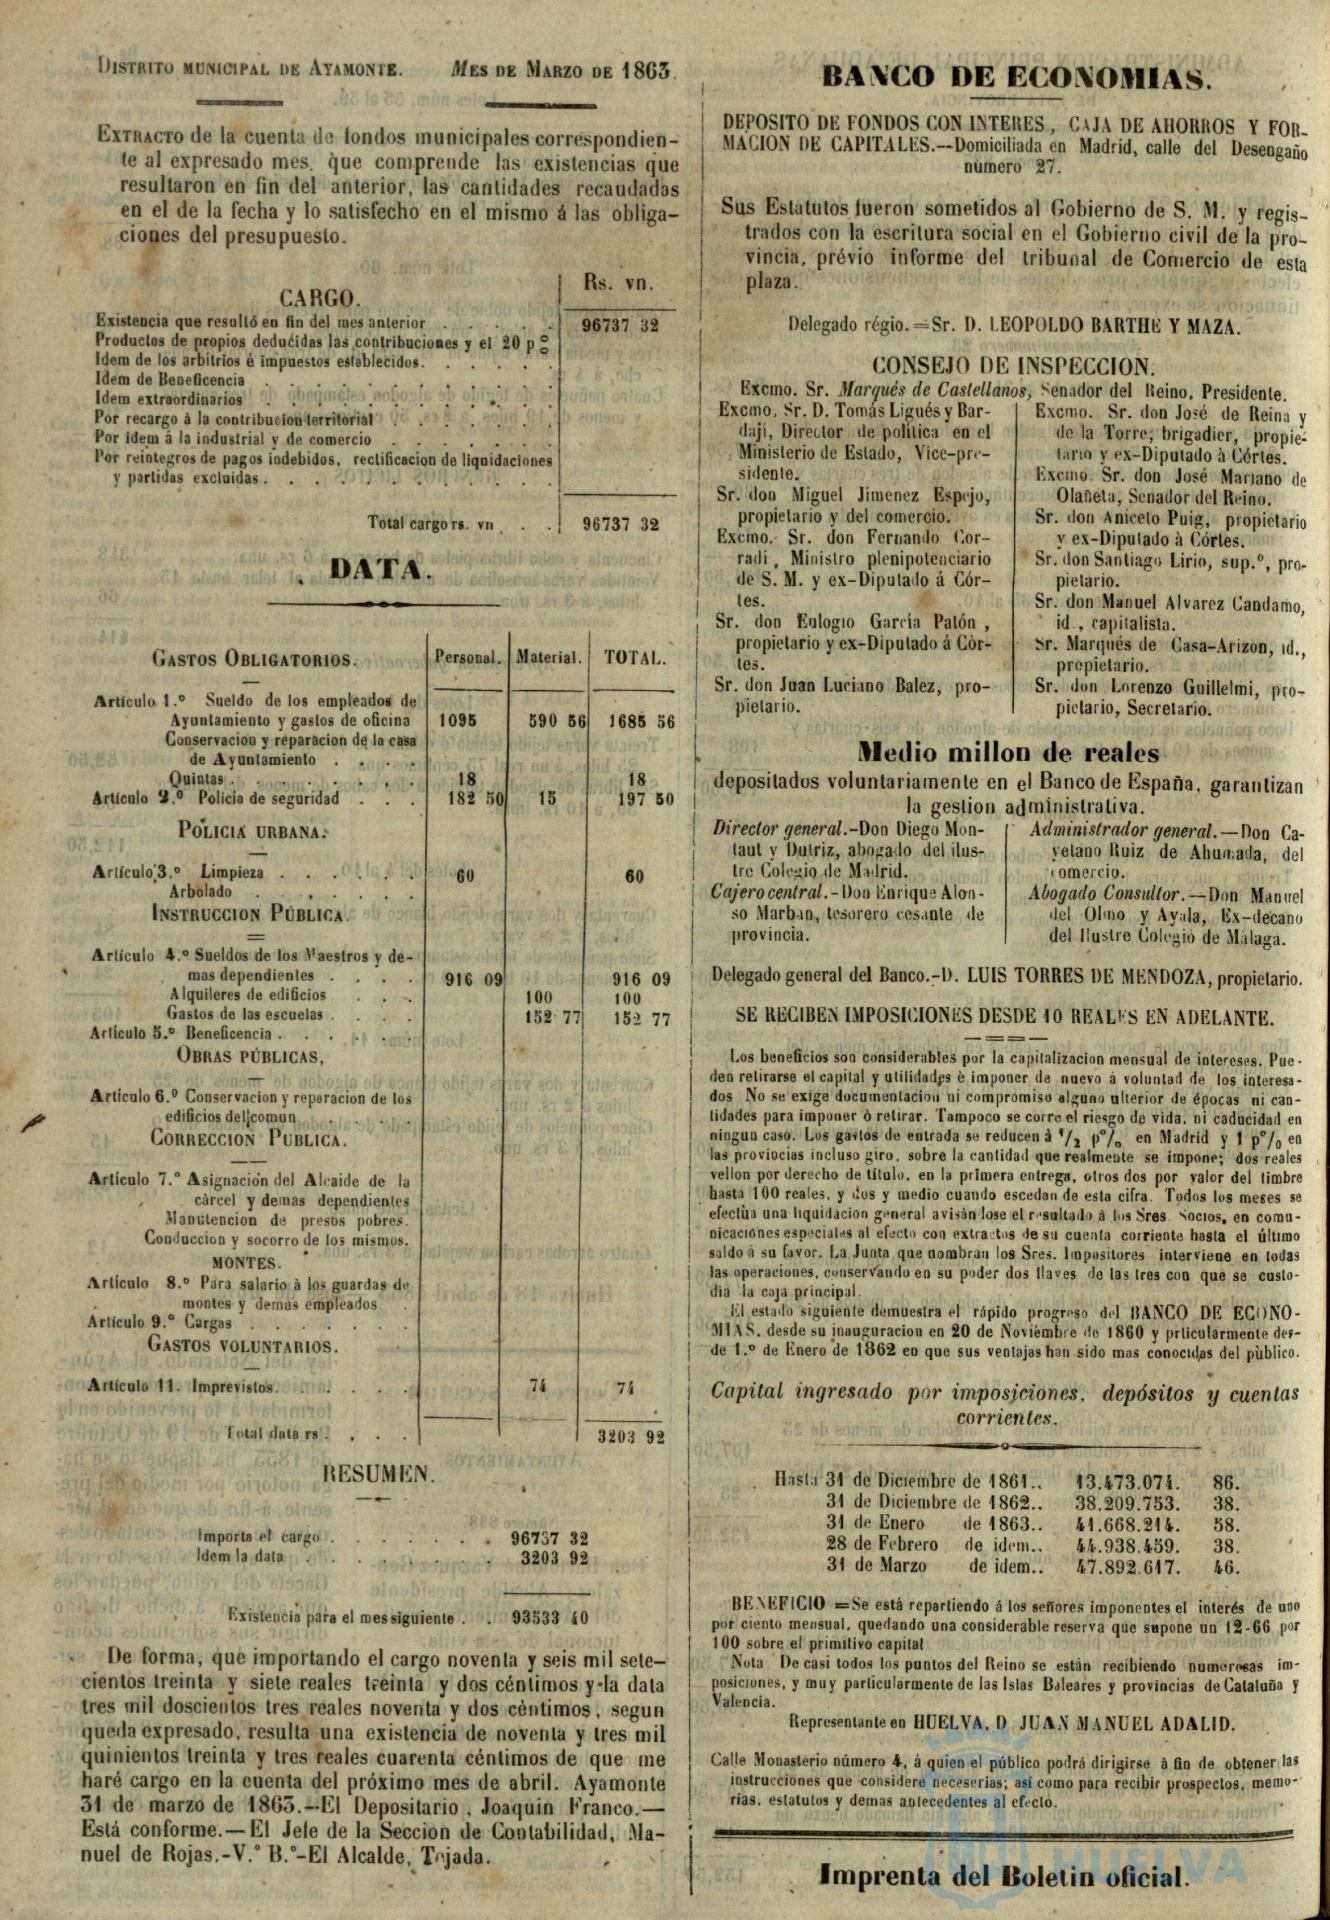 DISTRITO MUNICIPAL DE AYAMONTE. MES DE MARZO DE 1863.
EXTRACTO de la cuenta de fondos municipales correspondien-
te al expresado mes, que comprende las existencias que
resultaron en fin del anterior, las cantidades recaudadas
en el de la fecha y lo satisfecho en el mismo á las obliga-
ciones del presupuesto.
Rs. vn.
CARGO.
Existencia que resultó en fin del mes anterior . . . . . 96737 32
Productos de propios deducidas las contribuciones y el 20 p%
Idem de los arbitrios é impuestos establecidos. . . . . .
Idem de Beneficencia . . . . . . . . . .
Idem extraordinarios . . . . . . . . . .
Por recargo à la contribucion territorial . . . . . .
Por idem á la industrial y de comercio . . . . . .
Por reintegros de pagos indebidos, rectificacion de liquidaciones
y partidas excluidas . . . . . . . . . .
Total cargo rs. vn . . 96737 32
DATA.
GASTOS OBLIGATORIOS. Personal. Material. TOTAL.
Artículo 1.º Sueldo de los empleados de
Ayuntamiento y gastos de oficina 1095 590 56 1685 56
Conservacion y reparacion de la casa
de Ayuntamiento . . . .
Quintas . . . . . . . 18 18
Artículo 2.º Policia de seguridad . . . 182 50 15 197 50
POLICIA URBANA.
Artículo 3.º Limpieza . . . . . . 60 60
Arbolado . . . . . .
INSTRUCCION PÚBLICA.
Artículo 4.º Sueldos de los Maestros y de-
mas dependientes . . . . 916 09 916 09
Alquileres de edificios . . . 100 100
Gastos de las escuelas . . . . 152 77 152 77
Artículo 5.º Beneficencia . . . . . .
OBRAS PÚBLICAS,
Artículo 6.º Conservacion y reparacion de los
edificios del comun . . . .
CORRECCION PUBLICA.
Artículo 7.º Asignación del Alcaide de la
càrcel y demas dependientes
Manutencion de presos pobres.
Conduccion y socorro de los mismos.
MONTES.
Artículo 8.º Para salario à los guardas de
montes y demas empleados .
Artículo 9.º Cargas . . . . . . .
GASTOS VOLUNTARIOS.
Artículo 11. Imprevistos. . . . . . 74 74
Total data rs . . . . 3203 92
RESUMEN.
Importa el cargo . . . . . . . 96737 32
Idem la data . . . . . . . . 3203 92
Existencia para el mes siguiente . . 93533 40
De forma, que importando el cargo noventa y seis mil sete-
cientos treinta y siete reales treinta y dos céntimos y la data
tres mil doscientos tres reales noventa y dos céntimos, segun
queda expresado, resulta una existencia de noventa y tres mil
quinientos treinta y tres reales cuarenta céntimos de que me
haré cargo en la cuenta del próximo mes de abril. Ayamonte
31 de marzo de 1863.--El Depositario, Joaquin Franco.—
Está conforme.—El Jefe de la Seccion de Contabilidad, Ma-
nuel de Rojas.-V.º B.º-El Alcalde, Tejada.
BANCO DE ECONOMIAS.
DEPOSITO DE FONDOS CON INTERES, CAJA DE AHORROS Y FOR-
MACION DE CAPITALES.--Domiciliada en Madrid, calle del Desengaño
número 27.
Sus Estatutos fueron sometidos al Gobierno de S. M. y regis-
trados con la escritura social en el Gobierno civil de la pro-
vincia, prévio informe del tribunal de Comercio de esta
plaza.
Delegado régio.=Sr. D. LEOPOLDO BARTHE Y MAZA.
CONSEJO DE INSPECCION.
Excmo. Sr. Marqués de Castellanos, Senador del Reino, Presidente.
Excmo. Sr. D. Tomás Ligués y Bar-
daji, Director de política en el
Ministerio de Estado, Vice-pre-
sidente.
Sr. don Miguel Jimenez Espejo,
propietario y del comercio.
Excmo. Sr. don Fernando Cor-
radi, Ministro plenipotenciario
de S. M. y ex-Diputado á Cór-
tes.
Sr. don Eulogio García Patón,
propietario y ex-Diputado á Còr-
tes.
Sr. don Juan Luciano Balez, pro-
pietario.
Excmo. Sr. don José de Reina y
de la Torre, brigadier, propie-
tario y ex-Diputado à Córtes.
Excmo. Sr. don José Mariano de
Olañeta, Senador del Reino.
Sr. don Aniceto Puig, propietario
y ex-Diputado à Córtes.
Sr. don Santiago Lirio, sup.º, pro-
pietario.
Sr. don Manuel Alvarez Candamo,
id., capitalista.
Sr. Marqués de Casa-Arizon, id.,
propietario.
Sr. don Lorenzo Guillelmi, pro-
pietario, Secretario.
Medio millon de reales
depositados voluntariamente en el Banco de España, garantizan
la gestion administrativa.
Director general.-Don Diego Mon-
taut y Dutriz, abogado del ilus-
tre Colegio de Madrid.
Cajero central.-Don Enrique Alon-
so Marban, tesorero cesante de
provincia.
Administrador general.—Don Ca-
yetano Ruiz de Ahumada, del
comercio.
Abogado Consultor.—Don Manuel
del Olmo y Ayala, Ex-decano
del Ilustre Colegio de Málaga.
Delegado general del Banco.-D. LUIS TORRES DE MENDOZA, propietario.
SE RECIBEN IMPOSICIONES DESDE 10 REALES EN ADELANTE.
Los beneficios son considerables por la capitalizacion mensual de intereses. Pue-
den retirarse el capital y utilidades è imponer de nuevo á voluntad de los interesa-
dos No se exige documentacion ni compromiso alguno ulterior de épocas ni can-
tidades para imponer ò retirar. Tampoco se corre el riesgo de vida, ni caducidad en
ningun caso. Los gastos de entrada se reducen á 1/2 p% en Madrid y 1 p% en
las provincias incluso giro, sobre la cantidad que realmente se impone; dos reales
vellon por derecho de título, en la primera entrega, otros dos por valor del timbre
hasta 100 reales, y dos y medio cuando escedan de esta cifra. Todos los meses se
efectùa una liquidacion general avisándose el resultado á los Sres. Socios, en comu-
nicaciones especiales al efecto con extractos de su cuenta corriente hasta el último
saldo á su favor. La Junta que nombran los Sres. Impositores interviene en todas
las operaciones, conservando en su poder dos llaves de las tres con que se custo-
dia la caja principal.
El estado siguiente demuestra el rápido progreso del BANCO DE ECONO-
MIAS, desde su inauguracion en 20 de Noviembre de 1860 y prticularmente des-
de 1.º de Enero de 1862 en que sus ventajas han sido mas conocidas del público.
Capital ingresado por imposiciones, depósitos y cuentas
corrientes.
Hasta 31 de Diciembre de 1861.. 13.473.074. 86.
31 de Diciembre de 1862.. 38.209.753. 38.
31 de Enero de 1863.. 41.668.214. 58.
28 de Febrero de idem.. 44.938.459. 38.
31 de Marzo de idem.. 47.892.617. 46.
BENEFICIO =Se está repartiendo á los señores imponentes el interés de uno
por ciento mensual, quedando una considerable reserva que supone un 12-66 por
100 sobre el primitivo capital
Nota De casi todos los puntos del Reino se están recibiendo numerosas im-
posiciones, y muy particularmente de las Islas Baleares y provincias de Cataluña y
Valencia.
Representante en HUELVA, D JUAN MANUEL ADALID.
Calle Monasterio número 4, á quien el público podrá dirigirse à fin de obtener las
instrucciones que considere neceserias; así como para recibir prospectos, memo-
rias, estatutos y demas antecedentes al efecto.
Imprenta del Boletin oficial.
Ayuntamiento de
HUELVA